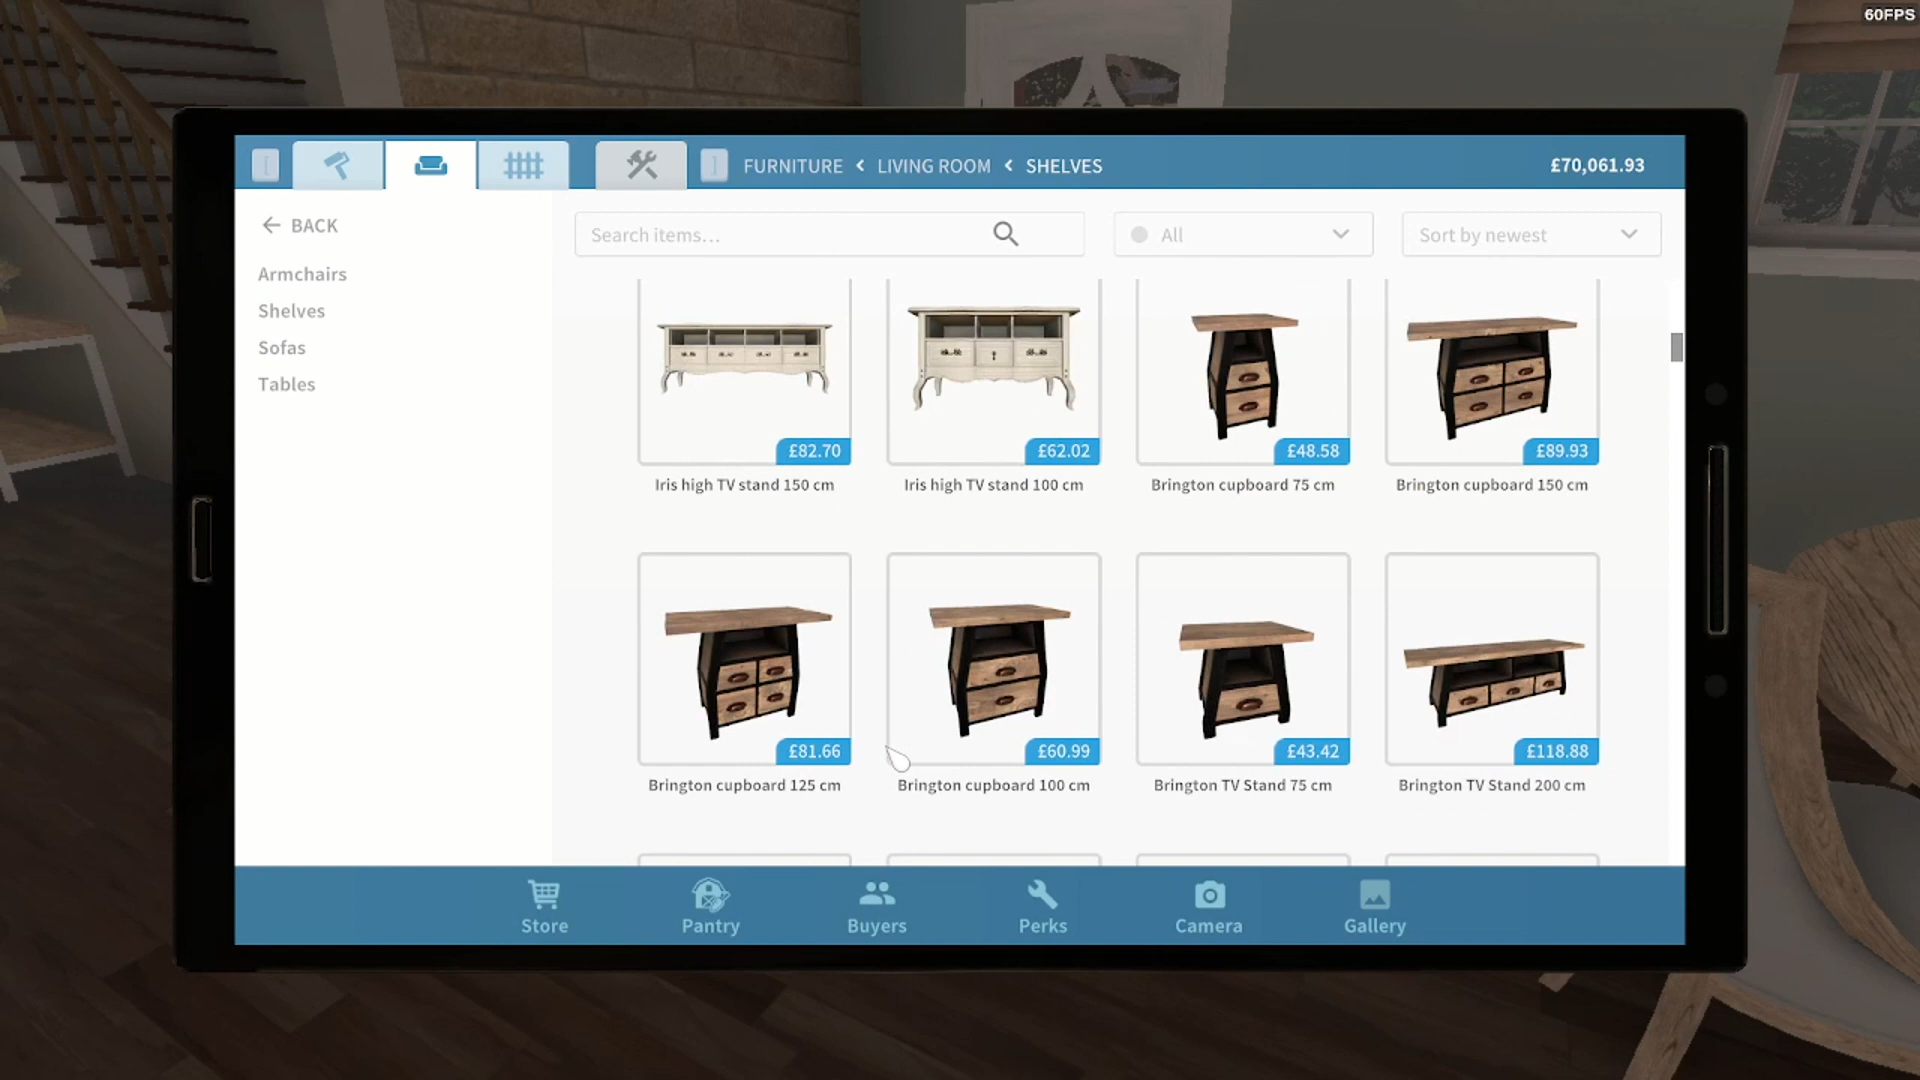 60FPS
FURNITURE < LIVING ROOM < SHELVES
£70,061.93
BACK
Armchairs
Shelves
Sofas
Tables
Search items...
All
Sort by newest
£82.70
£62.02
£48.58
£89.93
Iris high TV stand 150 cm
Iris high TV stand 100 cm
Brington cupboard 75 cm
Brington cupboard 150 cm
£81.66
£60.99
£43.42
£118.88
Brington cupboard 125 cm
Brington cupboard 100 cm
Brington TV Stand 75 cm
Brington TV Stand 200 cm
Store
Pantry
Buyers
Perks
Camera
Gallery